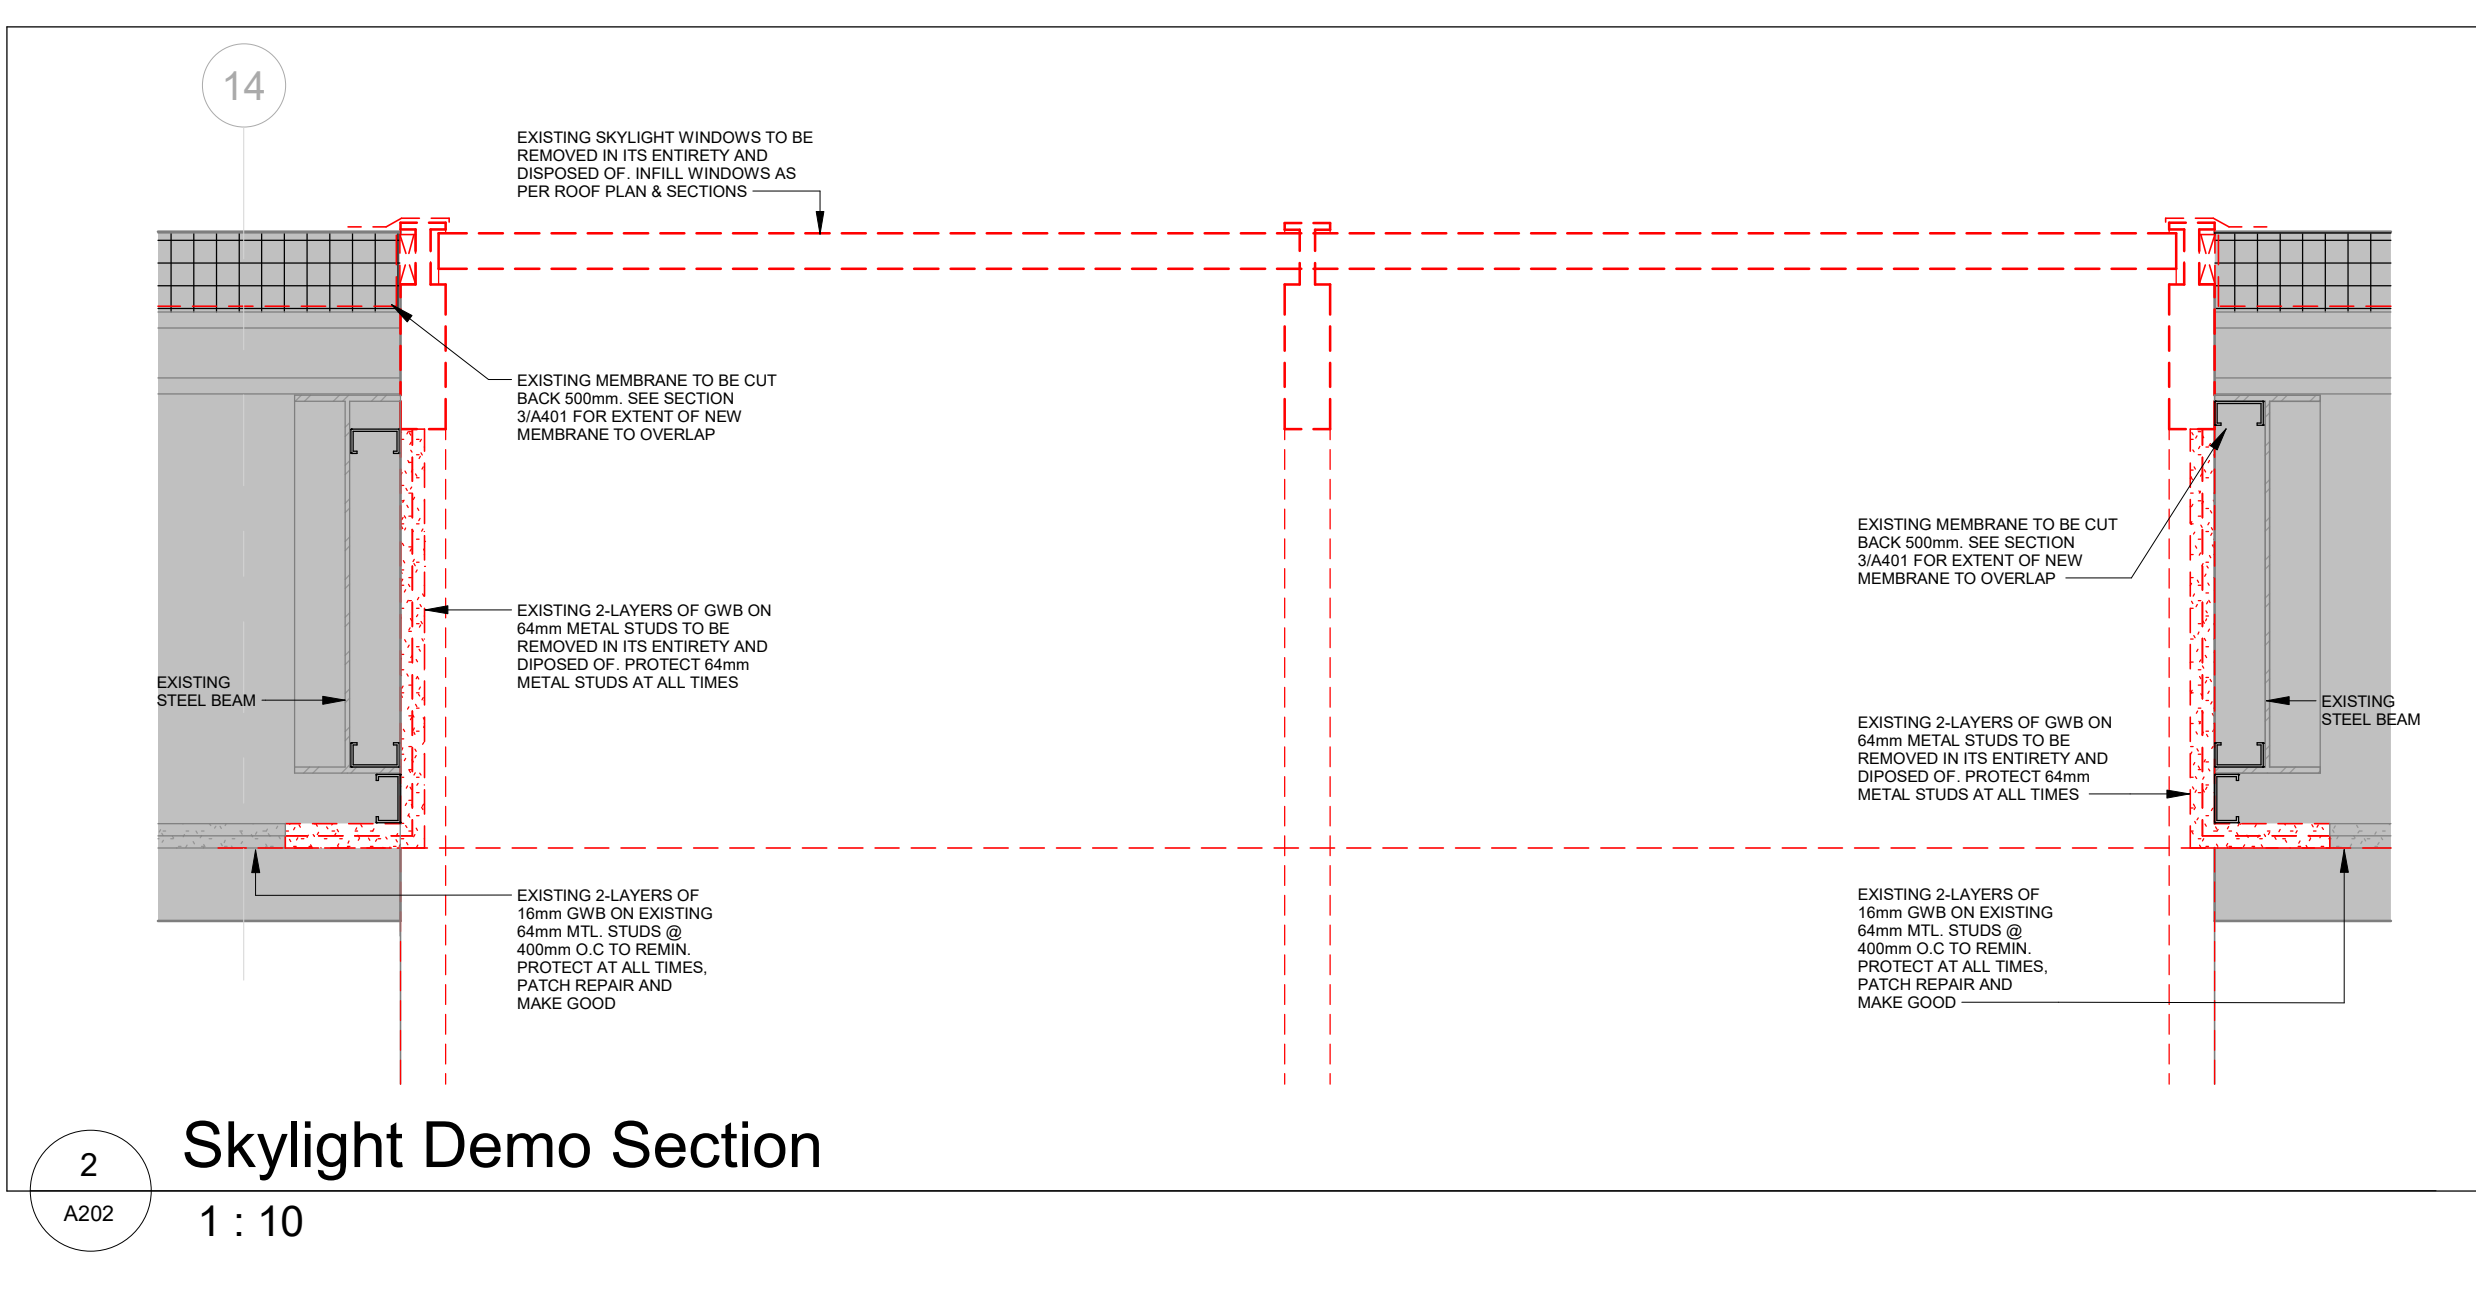 14
EXISTING SKYLIGHT WINDOWS TO BE
REMOVED IN ITS ENTIRETY AND
DISPOSED OF. INFILL WINDOWS AS
PER ROOF PLAN & SECTIONS
EXISTING MEMBRANE TO BE CUT
BACK 500mm. SEE SECTION
3/A401 FOR EXTENT OF NEW
MEMBRANE TO OVERLAP
EXISTING 2-LAYERS OF GWB ON
64mm METAL STUDS TO BE
REMOVED IN ITS ENTIRETY AND
DIPOSED OF. PROTECT 64mm
METAL STUDS AT ALL TIMES
EXISTING
STEEL BEAM
EXISTING 2-LAYERS OF
16mm GWB ON EXISTING
64mm MTL. STUDS @
400mm O.C TO REMIN.
PROTECT AT ALL TIMES,
PATCH REPAIR AND
MAKE GOOD
EXISTING MEMBRANE TO BE CUT
BACK 500mm. SEE SECTION
3/A401 FOR EXTENT OF NEW
MEMBRANE TO OVERLAP
EXISTING
STEEL BEAM
EXISTING 2-LAYERS OF GWB ON
64mm METAL STUDS TO BE
REMOVED IN ITS ENTIRETY AND
DIPOSED OF. PROTECT 64mm
METAL STUDS AT ALL TIMES
EXISTING 2-LAYERS OF
16mm GWB ON EXISTING
64mm MTL. STUDS @
400mm O.C TO REMIN.
PROTECT AT ALL TIMES,
PATCH REPAIR AND
MAKE GOOD
2
A202
Skylight Demo Section
1 : 10